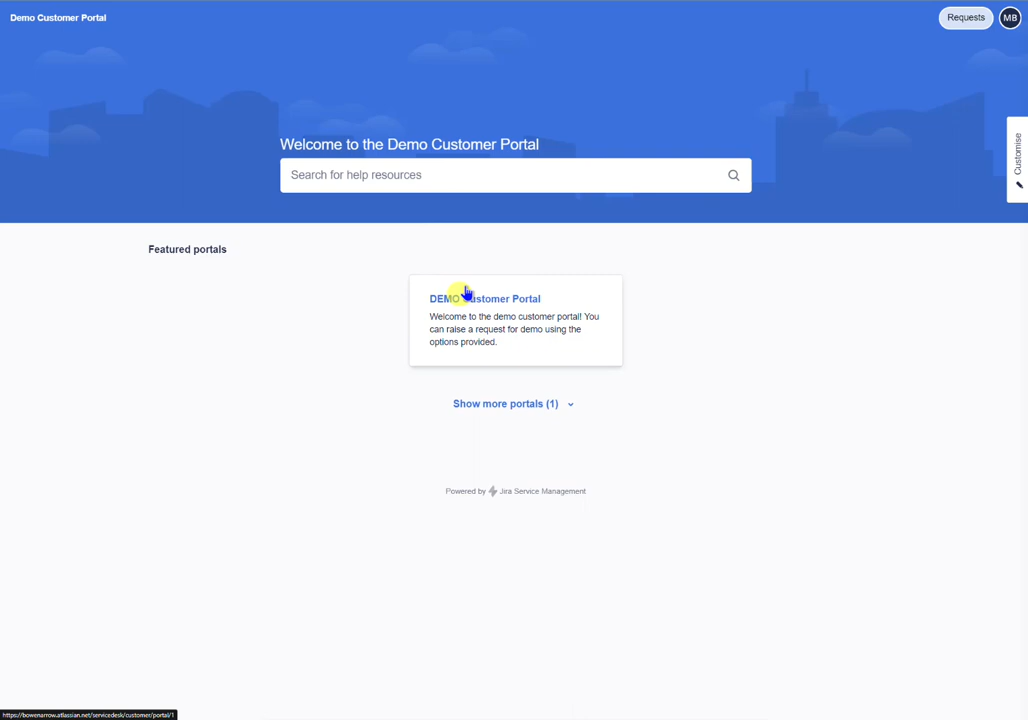 Demo Customer Portal
Requests
MB
Customise
Welcome to the Demo Customer Portal
Search for help resources
Featured portals
DEMO Customer Portal
Welcome to the demo customer portal! You
can raise a request for demo using the
options provided.
Show more portals (1)
Powered by Jira Service Management
https://bowenarrow.atlassian.net/servicedesk/customer/portal/1